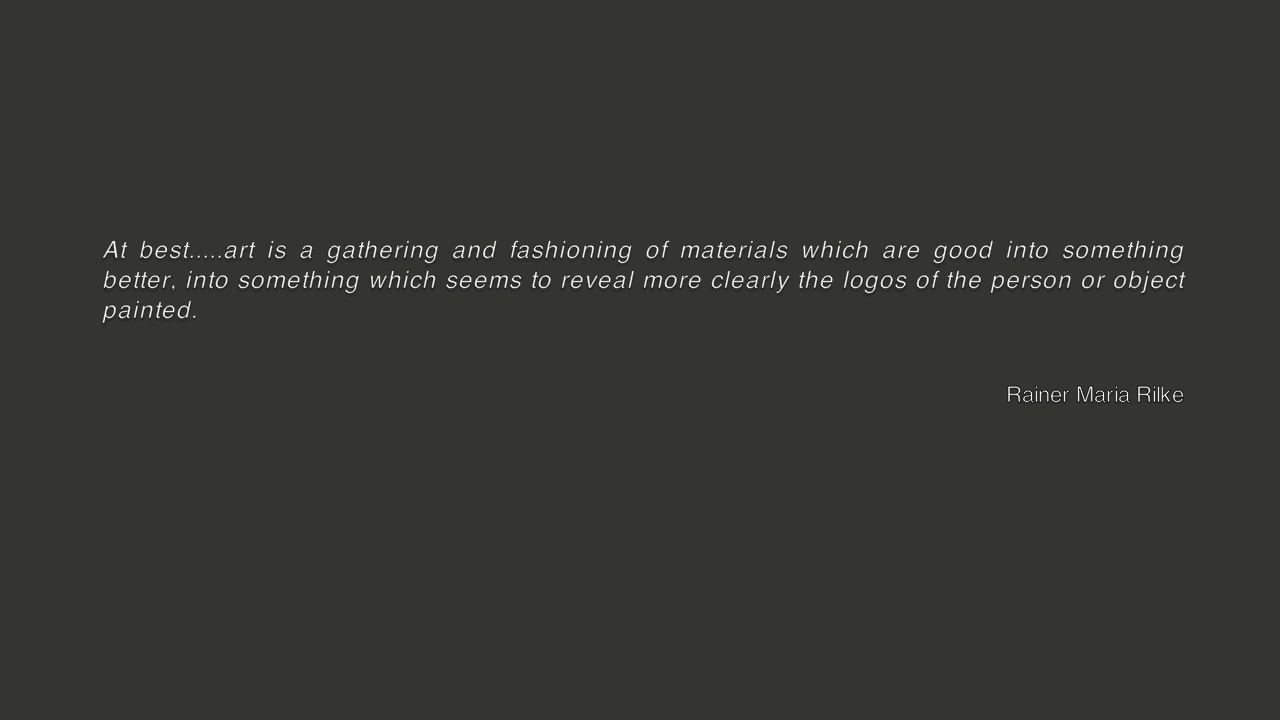 At best.....art is a gathering and fashioning of materials which are good into something
better, into something which seems to reveal more clearly the logos of the person or object
painted.
Rainer Maria Rilke